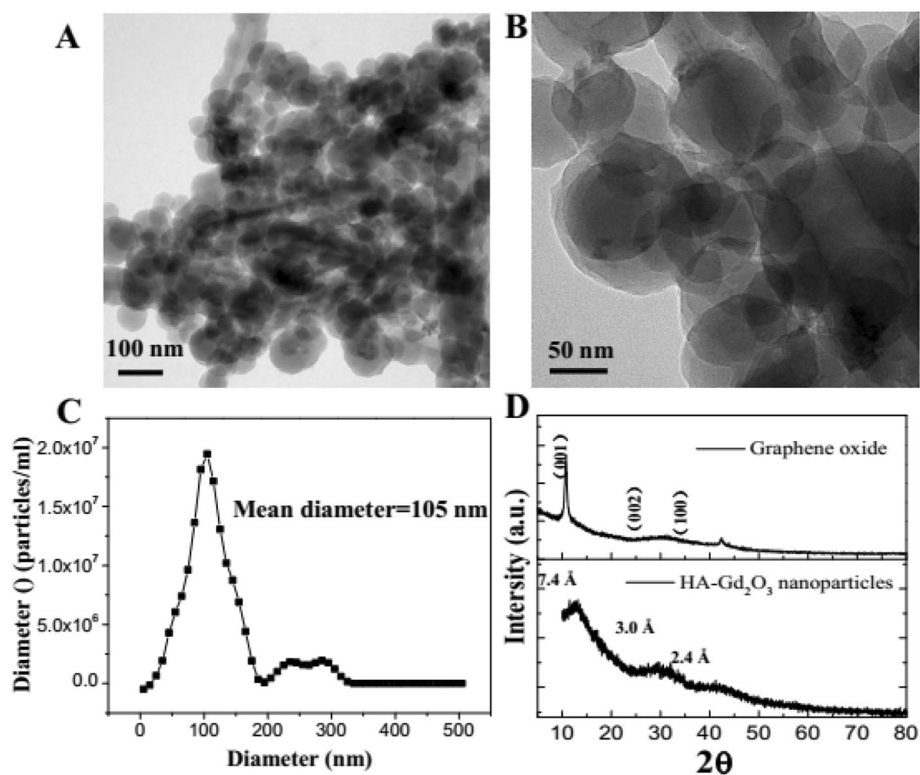 A
100 nm
B
50 nm
C
Diameter () (particles/ml)
2.0x10⁷
1.5x10⁷
1.0x10⁷
5.0x10⁶
0.0
Mean diameter=105 nm
0 100 200 300 400 500
Diameter (nm)
D
Intersity (a.u.)
(001)
(002)
(100)
Graphene oxide
7.4 Å
3.0 Å
2.4 Å
HA-Gd₂O₃ nanoparticles
10 20 30 40 50 60 70 80
2θ